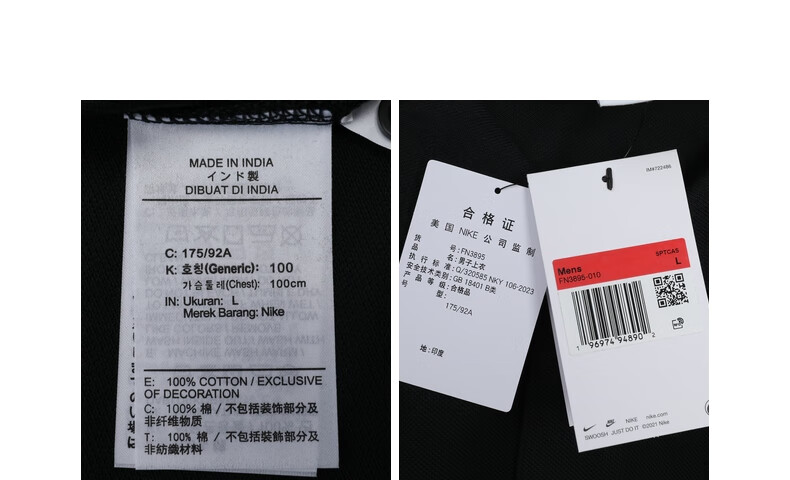 MADE IN INDIA
インド製
DIBUAT DI INDIA
C: 175/92A
K: 호칭(Generic): 100
가슴둘레(Chest): 100cm
IN: Ukuran: L
Merek Barang: Nike
E: 100% COTTON / EXCLUSIVE
OF DECORATION
C: 100% 棉 / 不包括装饰部分及
非纤维物质
T: 100% 棉 / 不包括裝飾部分及
非紡織材料
合格证
美国 NIKE 公司监制
货 号: FN3895
品 名: 男子上衣
执行标准: Q/320585 NKY 106-2023
安全技术类别: GB 18401 B类
产品等级: 合格品
号 型:
175/92A
地: 印度
IM#722486
SPTCAS
Mens L
FN3895-010
1 96974 94890 2
NIKE nike.com
SWOOSH JUST DO IT ©2021 Nike